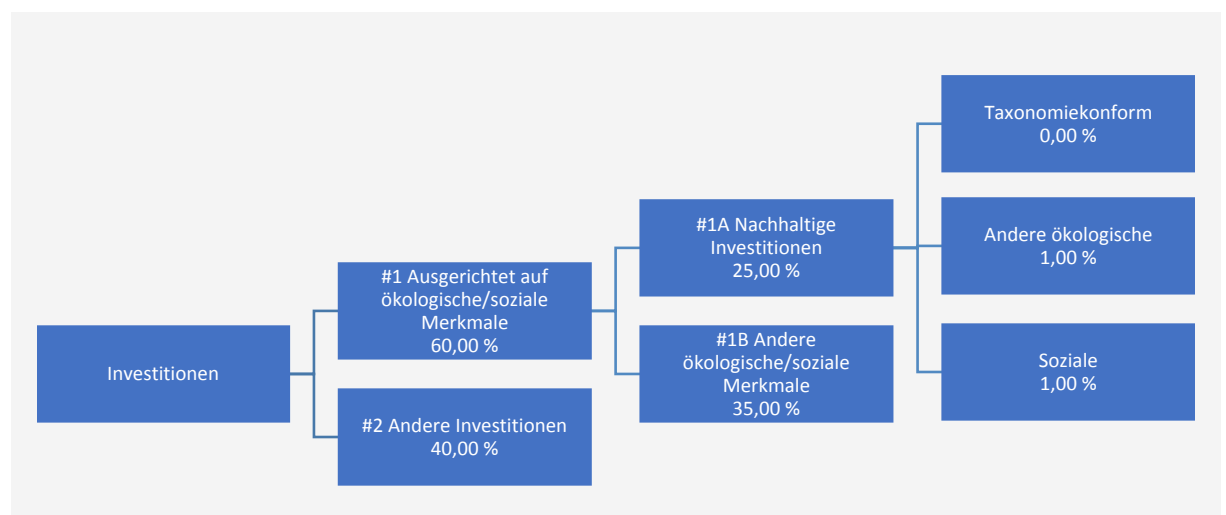 Investitionen
#1 Ausgerichtet auf
ökologische/soziale
Merkmale
60,00 %
#2 Andere Investitionen
40,00 %
#1A Nachhaltige
Investitionen
25,00 %
#1B Andere
ökologische/soziale
Merkmale
35,00 %
Taxonomiekonform
0,00 %
Andere ökologische
1,00 %
Soziale
1,00 %